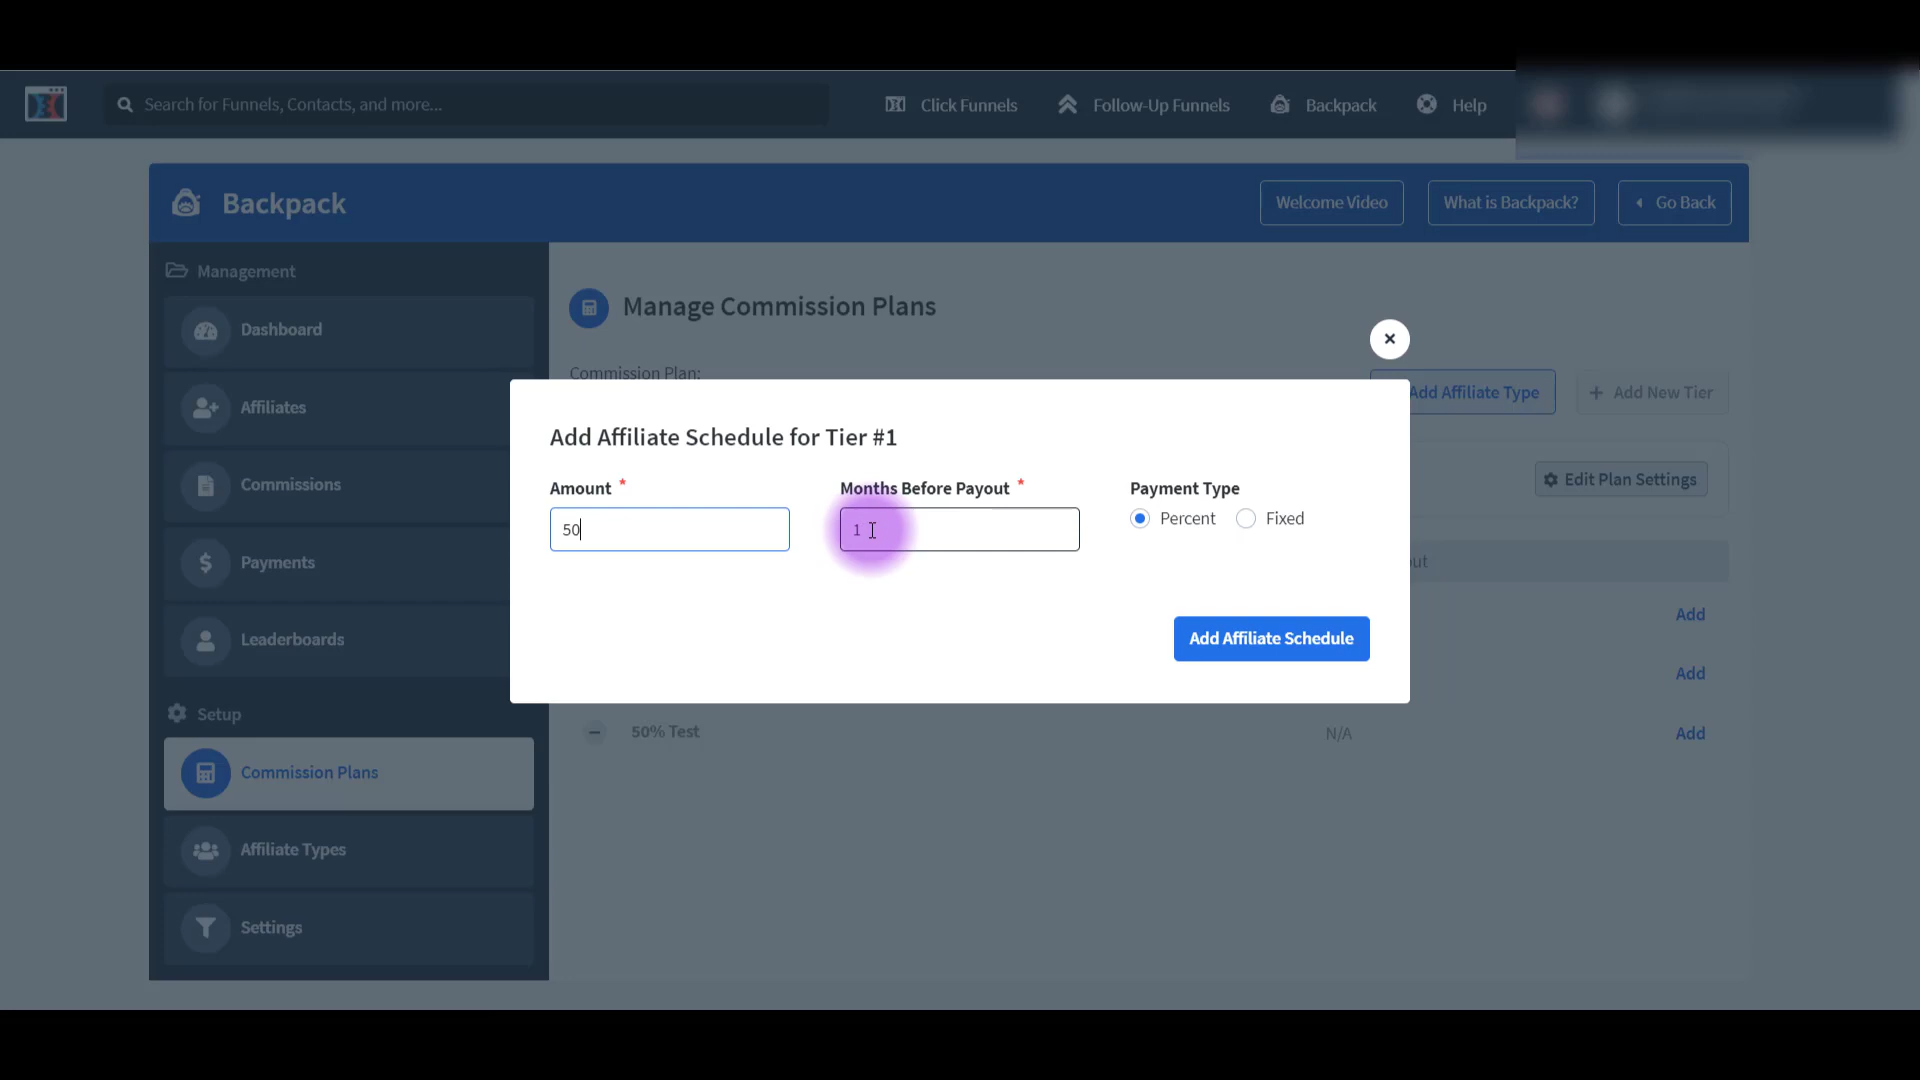 Search for Funnels, Contacts, and more...
Click Funnels
Follow-Up Funnels
Backpack
Help
Backpack
Welcome Video
What is Backpack?
Go Back
Management
Dashboard
Affiliates
Commissions
Payments
Leaderboards
Setup
Commission Plans
Affiliate Types
Settings
Manage Commission Plans
Commission Plan:
Add Affiliate Type
+ Add New Tier
Edit Plan Settings
Add Affiliate Schedule for Tier #1
Amount *
50
Months Before Payout *
1
Payment Type
Percent
Fixed
Add Affiliate Schedule
Add
Add
50% Test
N/A
Add